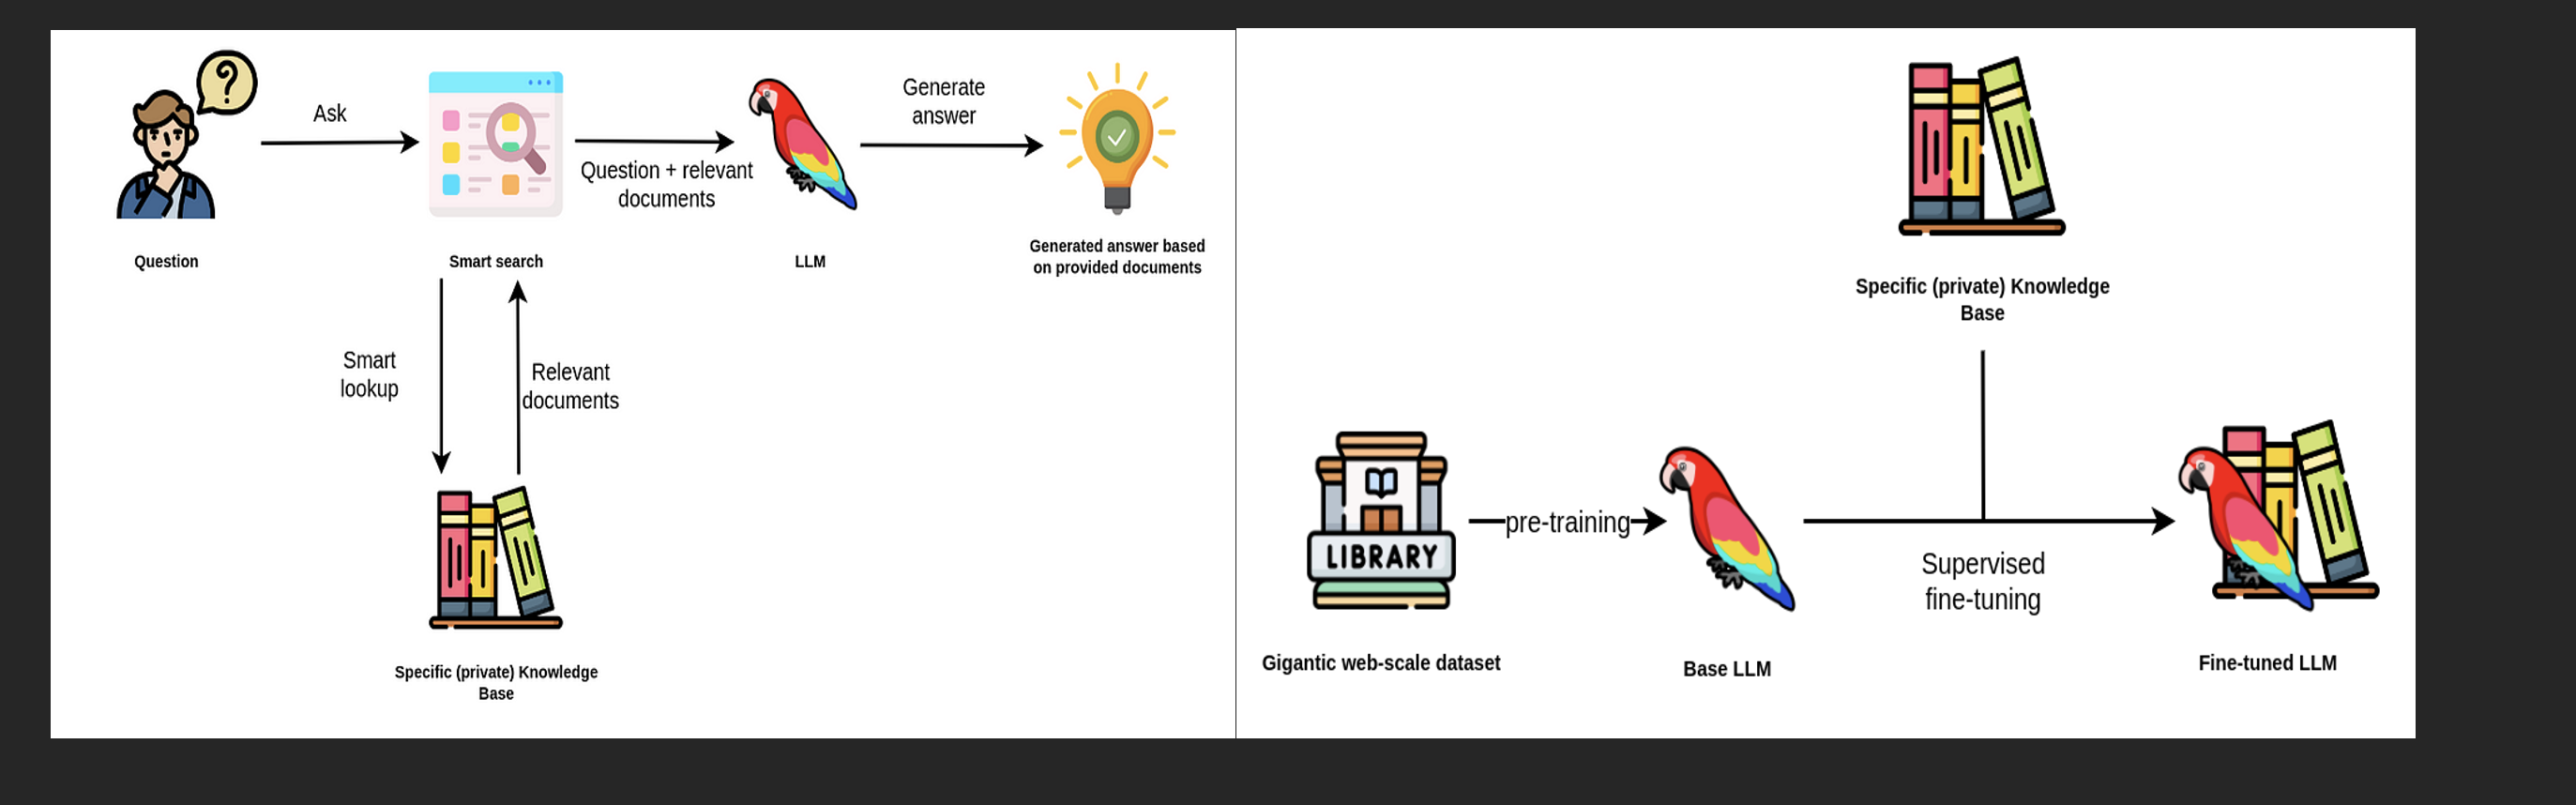 ?
Ask
Question + relevant
documents
Generate
answer
Question
Smart search
LLM
Generated answer based
on provided documents
Smart
lookup
Relevant
documents
Specific (private) Knowledge
Base
Specific (private) Knowledge
Base
LIBRARY
pre-training
Supervised
fine-tuning
Gigantic web-scale dataset
Base LLM
Fine-tuned LLM